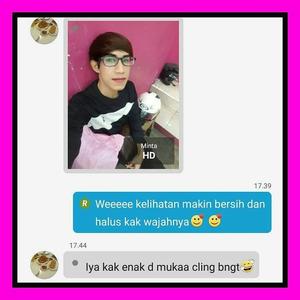 Minta
HD
17.39
R
Weeeee kelihatan makin bersih dan
halus kak wajahnya
17.44
Iya kak enak d mukaa cling bngt